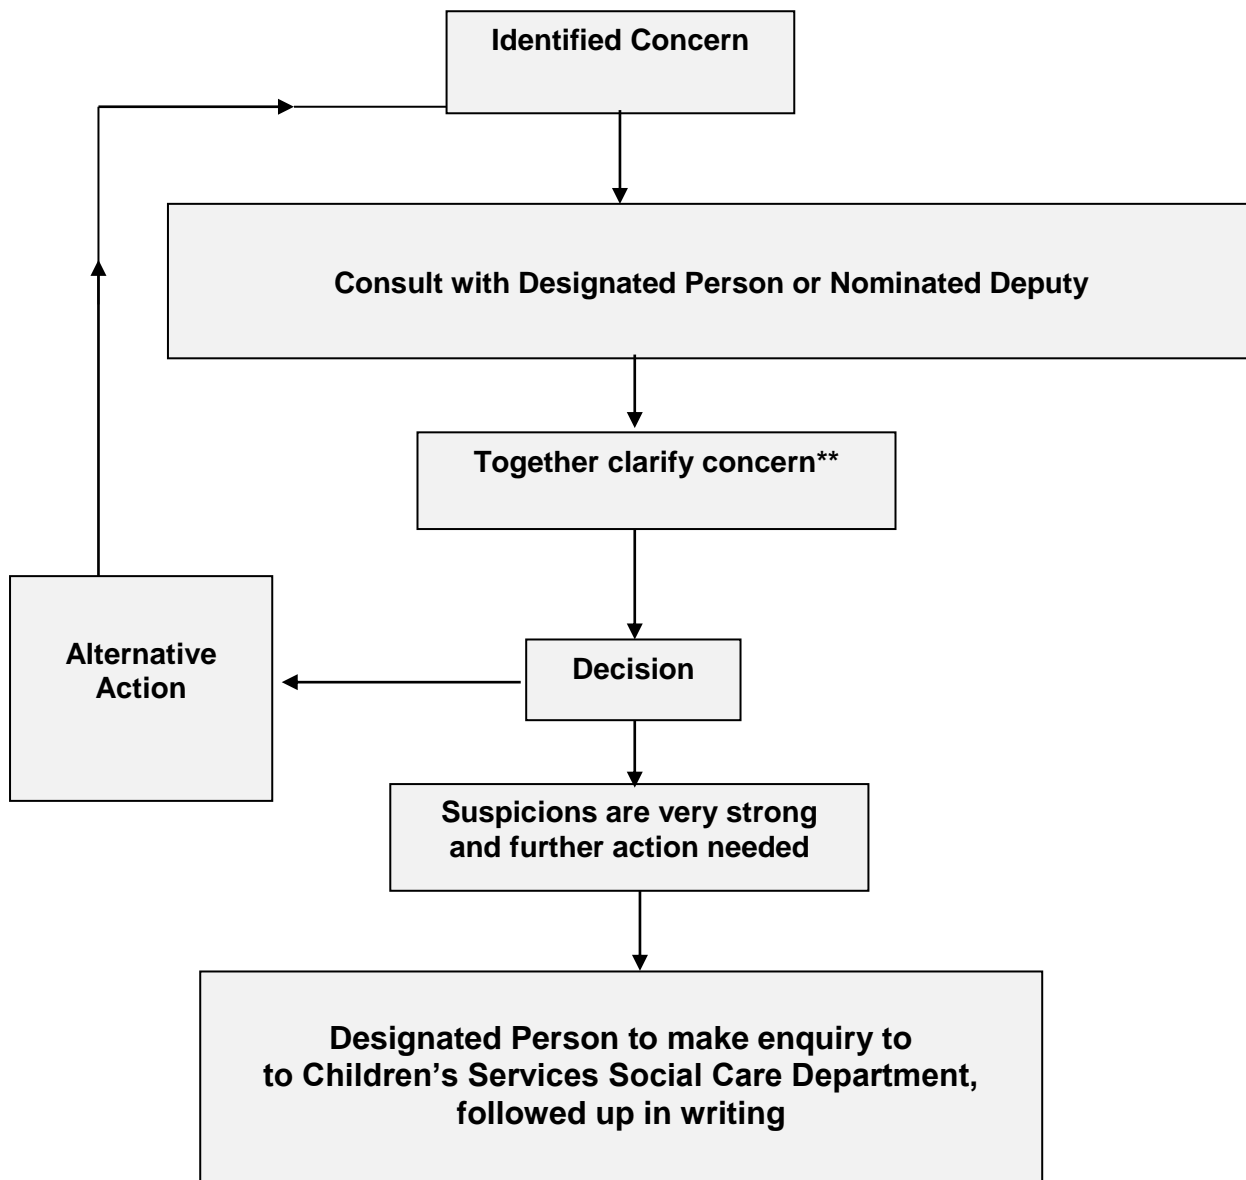 Identified Concern
Consult with Designated Person or Nominated Deputy
Together clarify concern**
Alternative
Action
Decision
Suspicions are very strong
and further action needed
Designated Person to make enquiry to
to Children’s Services Social Care Department,
followed up in writing